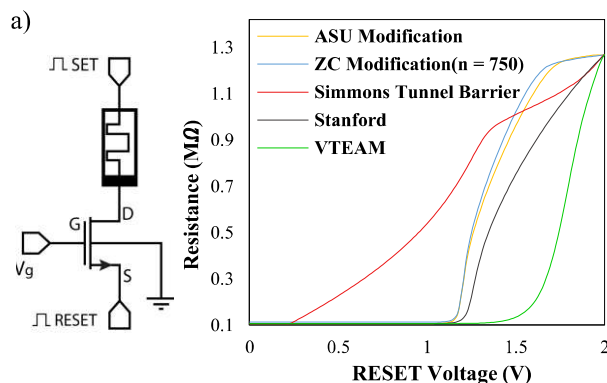 a)
SET
D
G
Vg
S
RESET
Resistance (MΩ)
1.3
1.1
0.9
0.7
0.5
0.3
0.1
ASU Modification
ZC Modification(n = 750)
Simmons Tunnel Barrier
Stanford
VTEAM
0
0.5
1
1.5
2
RESET Voltage (V)